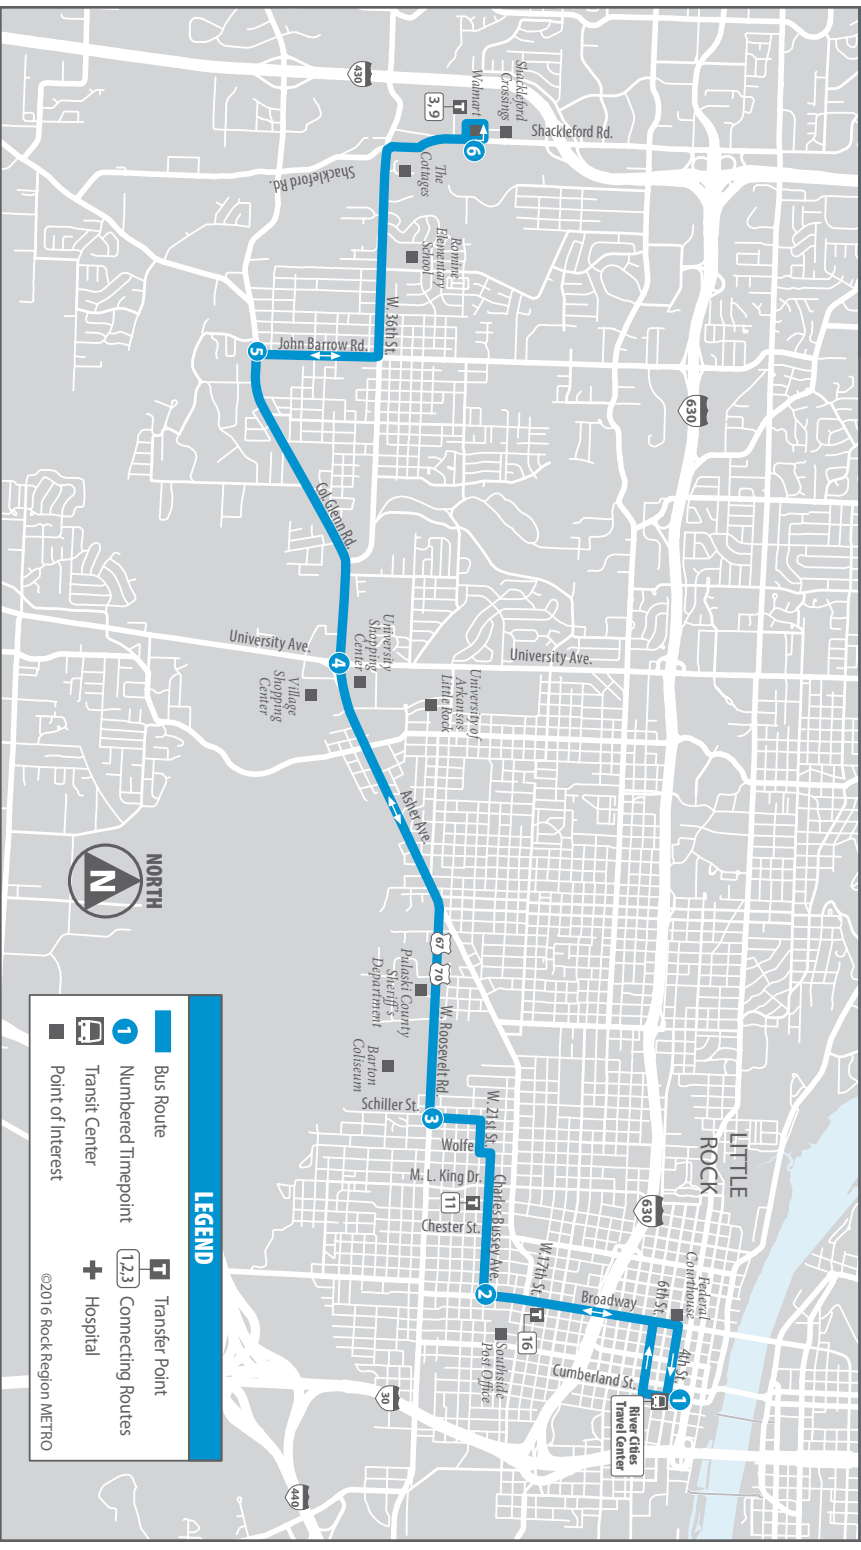 430
Shackleford
Crossings
Walmart
3,9
T
Shackleford Rd.
6
The
Cottages
Shackleford Rd.
Romine
Elementary
School
W. 36th St.
John Barrow Rd.
5
630
Col. Glenn Rd.
University
Shopping
Center
University Ave.
University Ave.
4
Village
Shopping
Center
University of
Arkansas
Little Rock
Asher Ave.
NORTH
N
67
70
Pulaski County
Sheriff's
Department
W. Roosevelt Rd.
Barton
Coliseum
Schiller St.
3
W. 21st St.
Wolfe
M. L. King Dr.
11
T
Chester St.
Charles Bussey Ave.
LITTLE
ROCK
630
2
W. 17th St.
T
16
Broadway
Southside
Post Office
Federal
Courthouse
6th St.
4th St.
Cumberland St.
1
River Cities
Travel Center
30
440
LEGEND
Bus Route
1
Numbered Timepoint
Transit Center
Point of Interest
T
Transfer Point
1,2,3
Connecting Routes
Hospital
©2016 Rock Region METRO